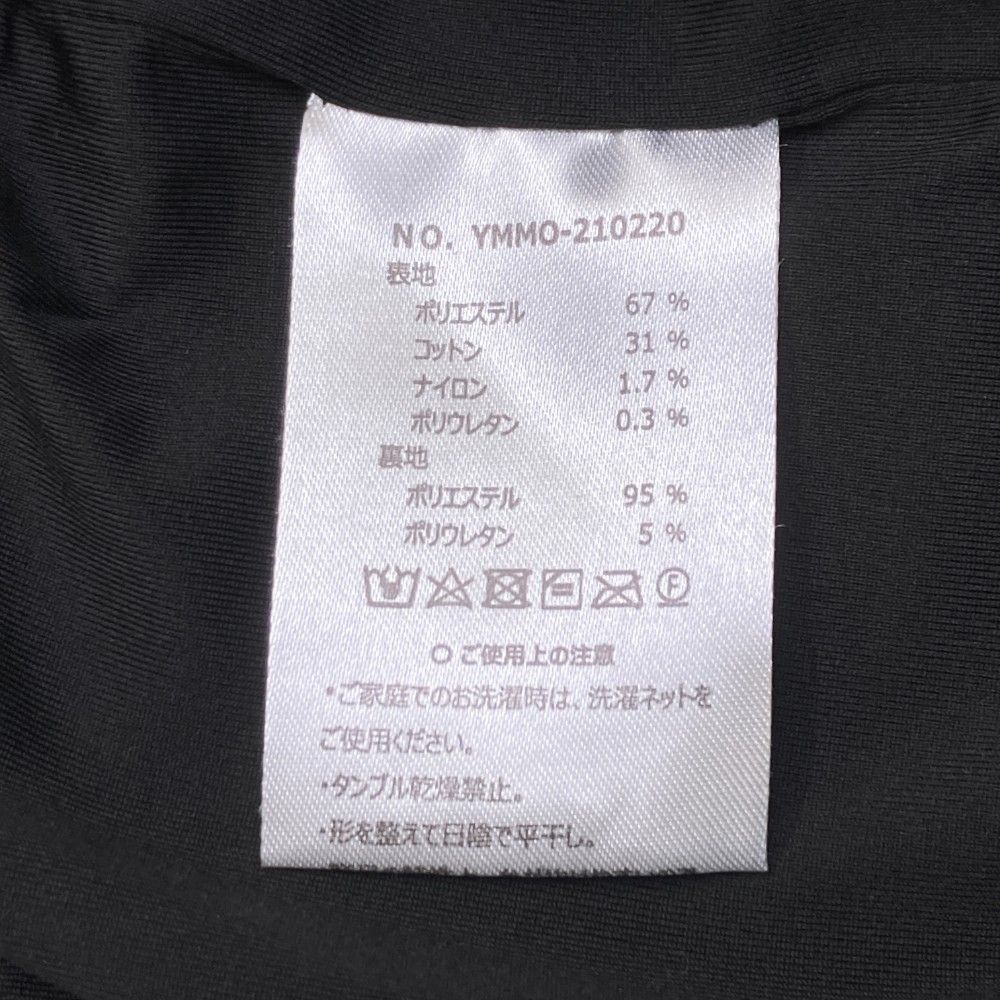 NO. YMMO-210220
表地
ポリエステル 67 %
コットン 31 %
ナイロン 1.7 %
ポリウレタン 0.3 %
裏地
ポリエステル 95 %
ポリウレタン 5 %
F
○ ご使用上の注意
・ご家庭でのお洗濯時は、洗濯ネットを
ご使用ください。
・タンブル乾燥禁止。
・形を整えて日陰で平干し。